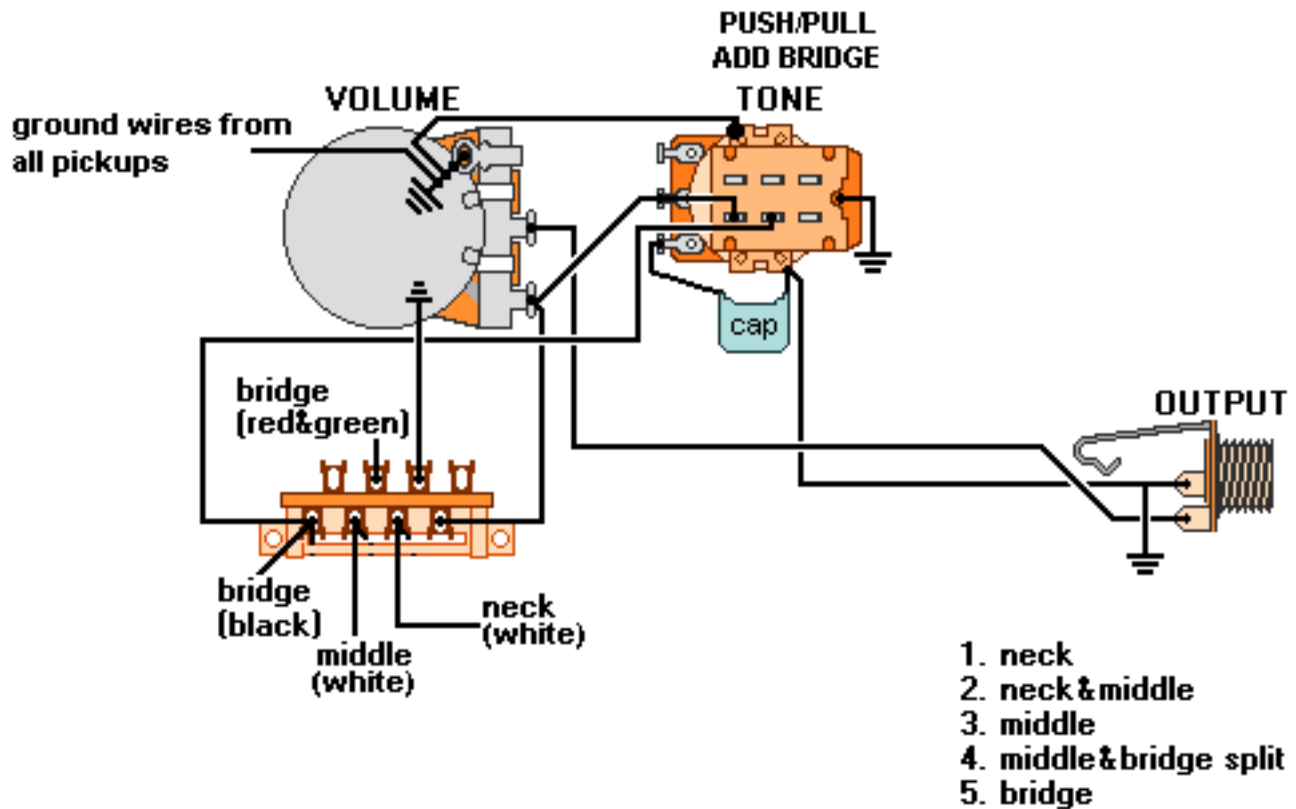 PUSH/PULL
ADD BRIDGE
VOLUME
TONE
ground wires from
all pickups
cap
bridge
(red&green)
OUTPUT
bridge
(black)
middle
(white)
neck
(white)
1. neck
2. neck&middle
3. middle
4. middle&bridge split
5. bridge